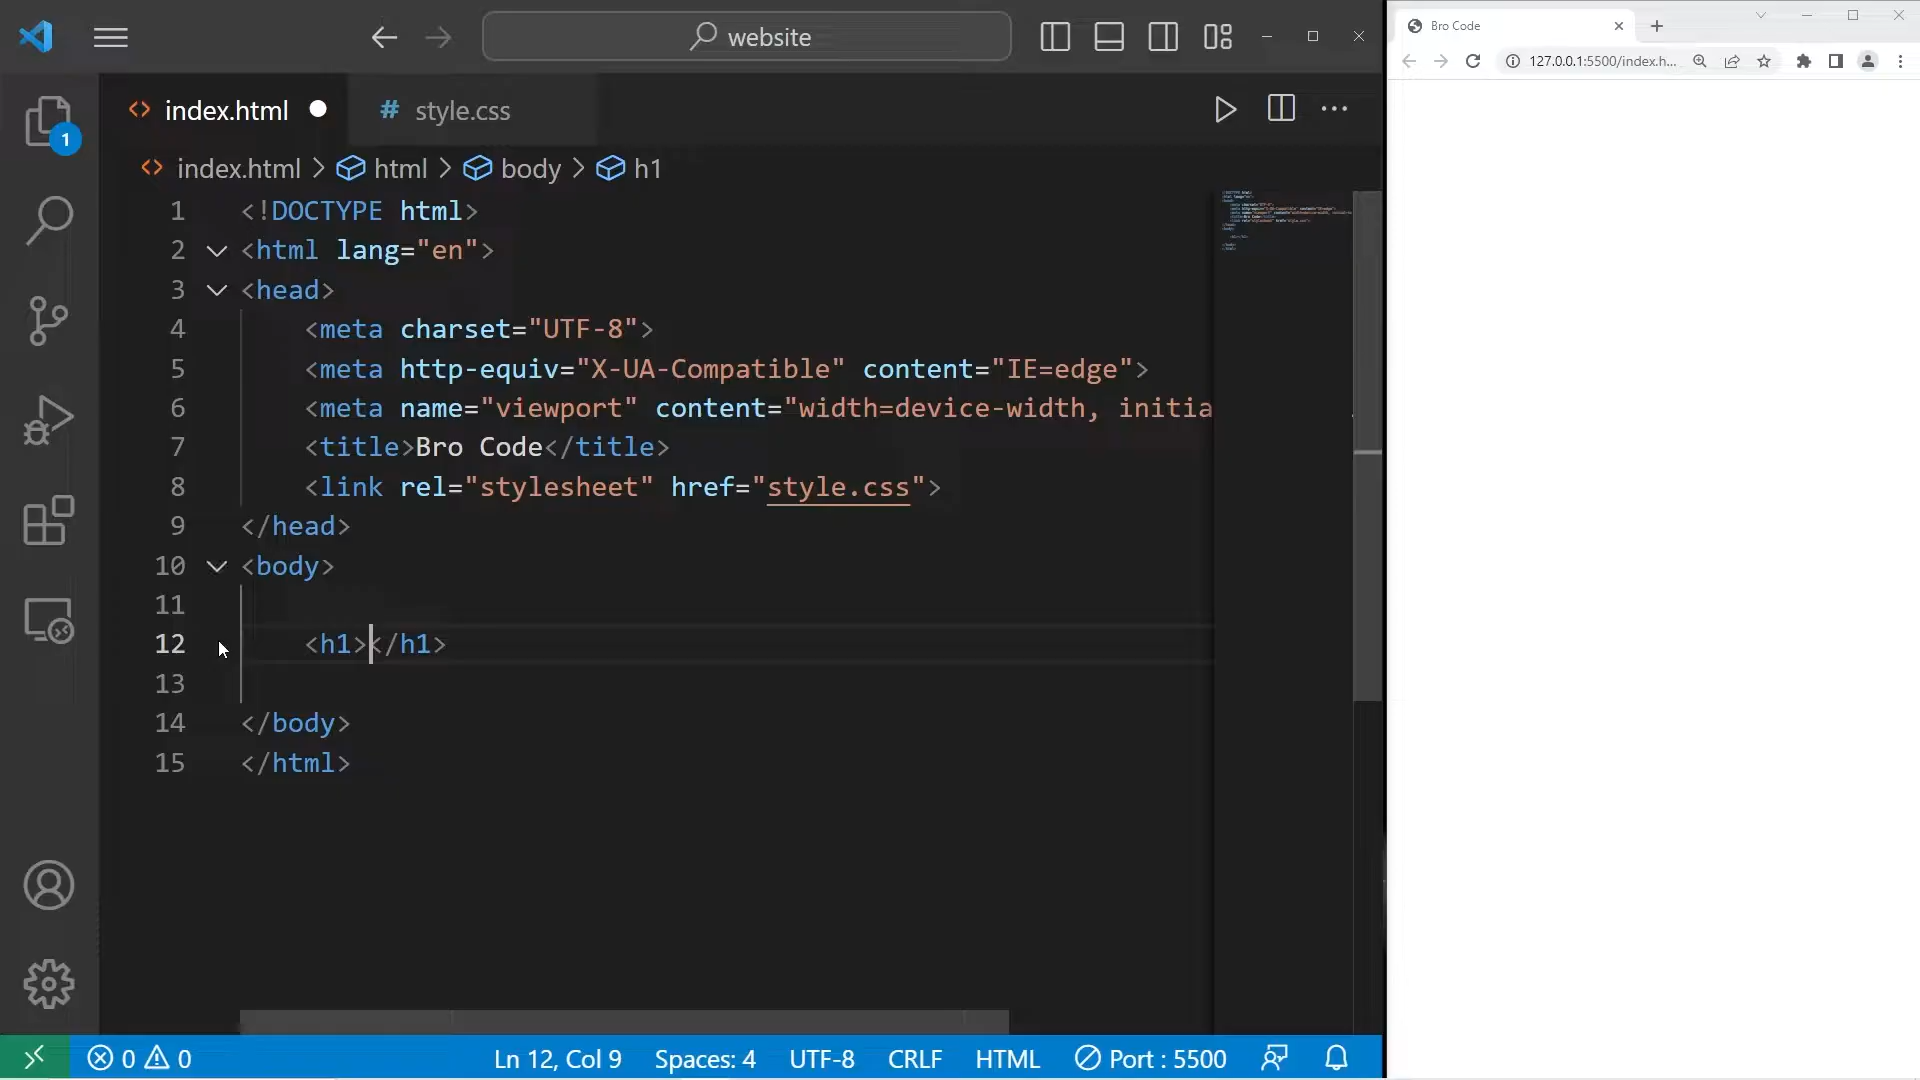 website
Bro Code
127.0.0.1:5500/index.h...
1
index.html
# style.css
index.html > html > body > h1
1 <!DOCTYPE html>
2 <html lang="en">
3 <head>
4 <meta charset="UTF-8">
5 <meta http-equiv="X-UA-Compatible" content="IE=edge">
6 <meta name="viewport" content="width=device-width, initia
7 <title>Bro Code</title>
8 <link rel="stylesheet" href="style.css">
9 </head>
10 <body>
11
12 <h1></h1>
13
14 </body>
15 </html>
0 0 Ln 12, Col 9 Spaces: 4 UTF-8 CRLF HTML Port : 5500